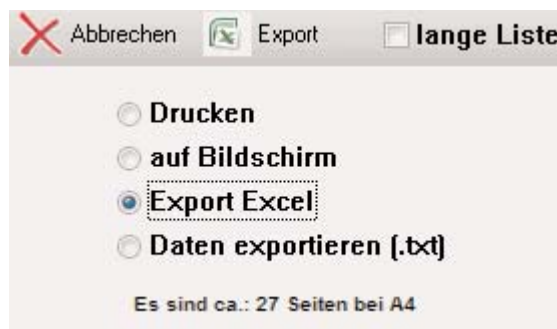 Abbrechen Export lange Liste
Drucken
auf Bildschirm
Export Excel
Daten exportieren (.txt)
Es sind ca.: 27 Seiten bei A4